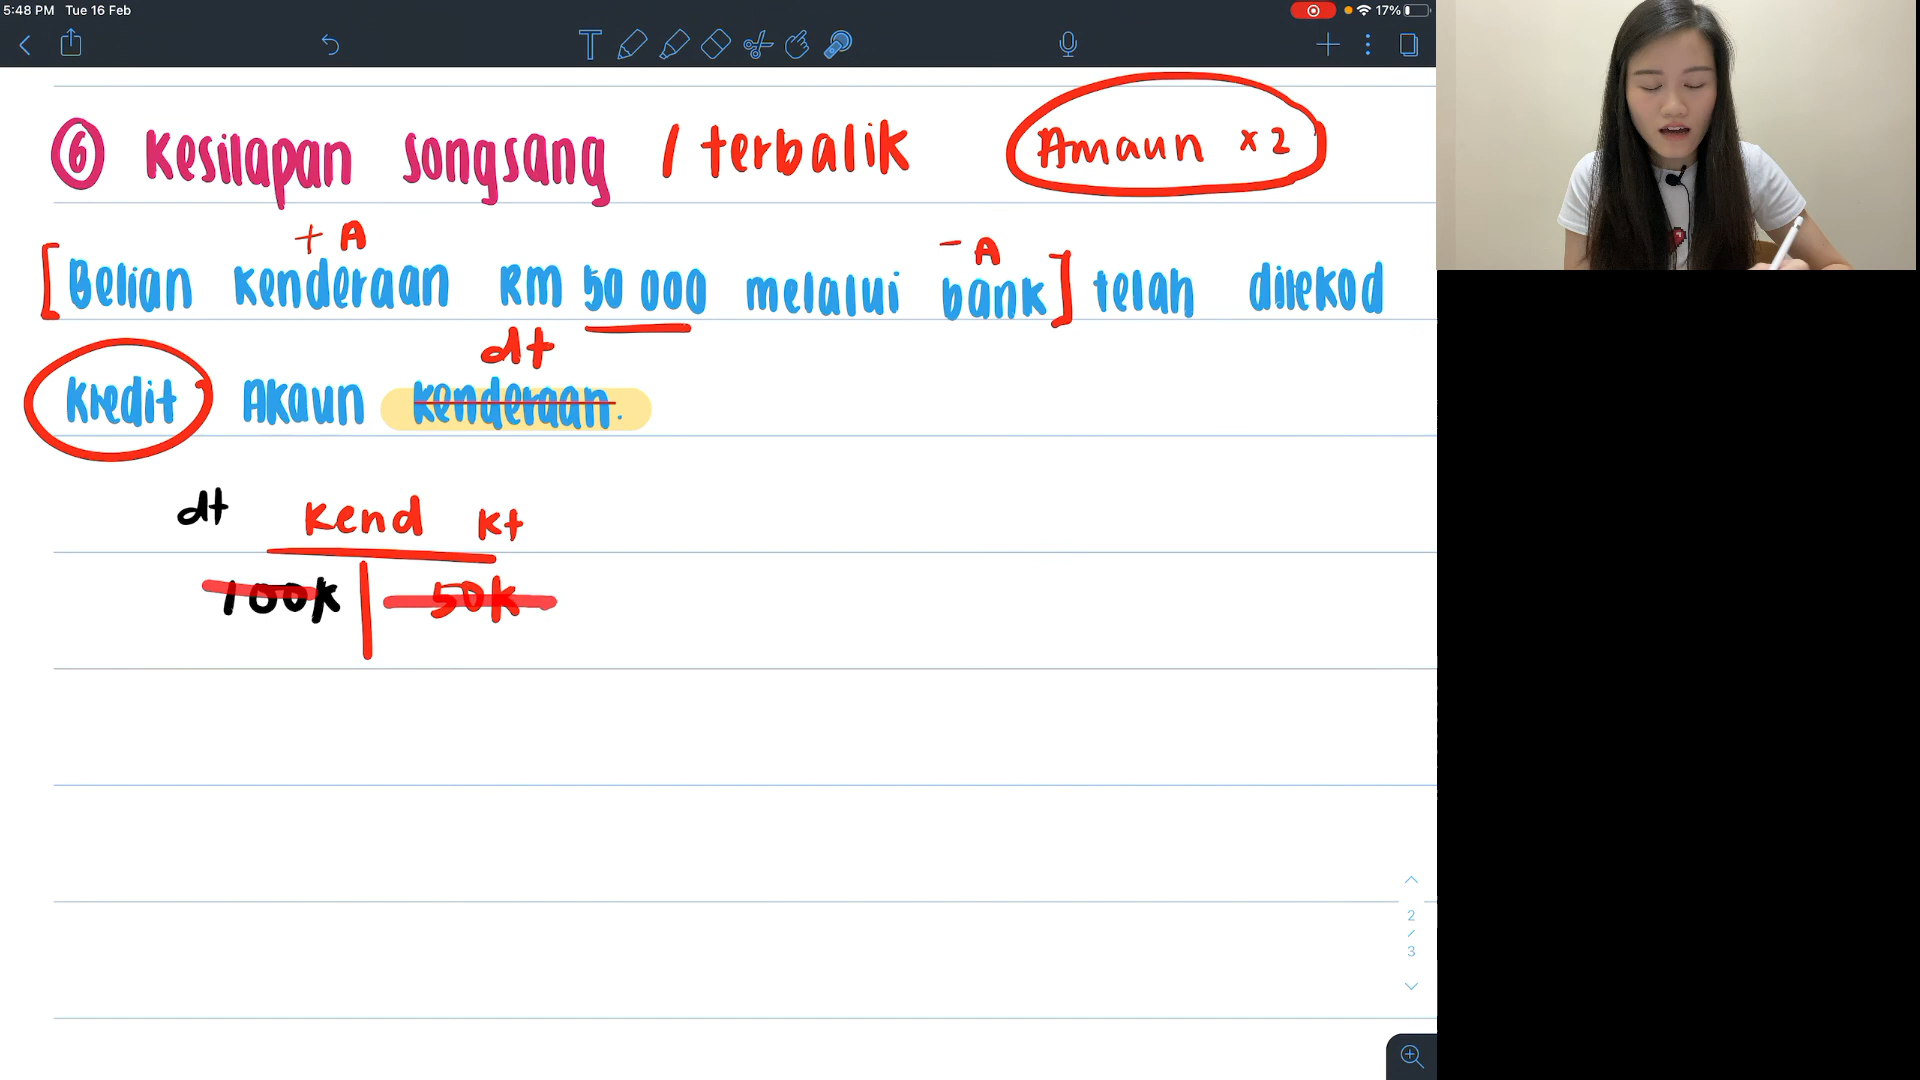 5:48 PM Tue 16 Feb
17%
T
6 Kesilapan songsang / terbalik Amaun x 2
+ A - A
[Belian kenderaan RM 50 000 melalui bank] telah direkod
dt
Kredit Akaun kenderaan.
dt Kend kt
100k 50k
2
/
3